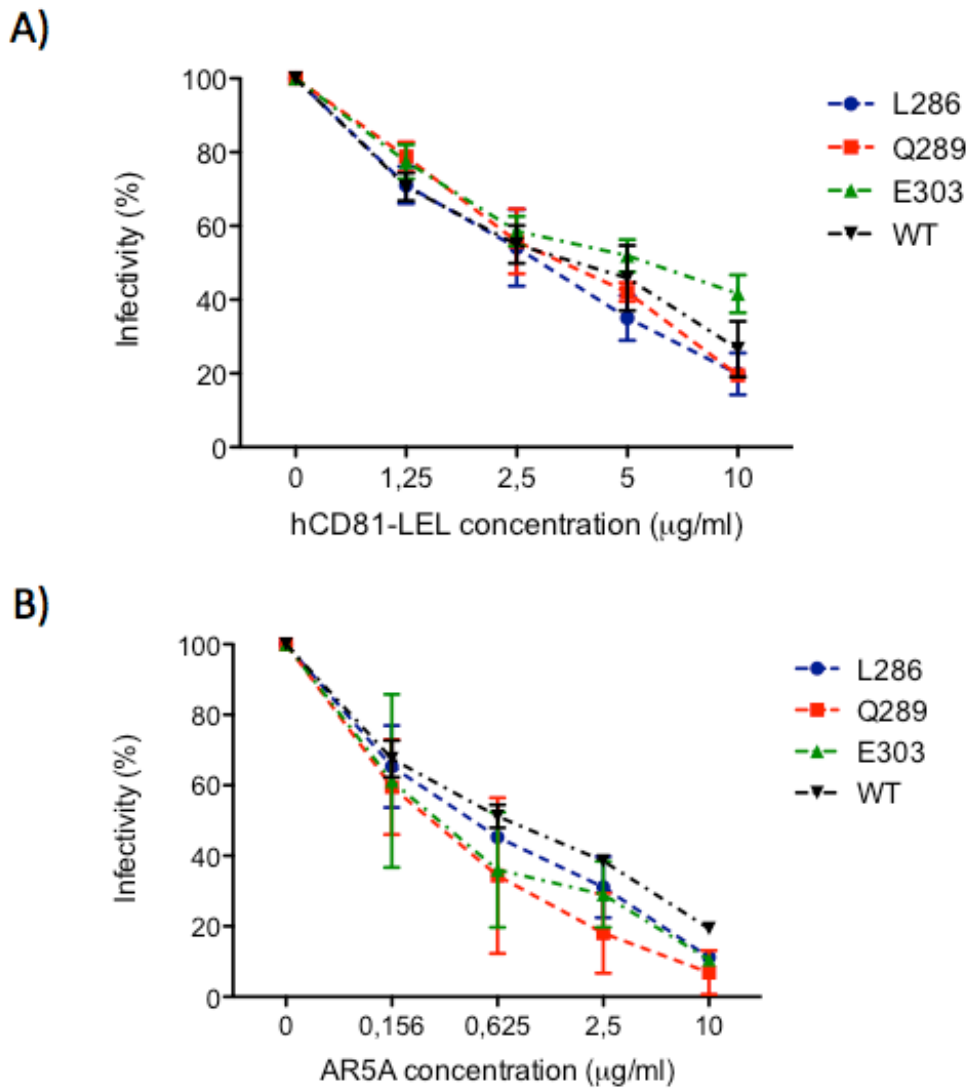 A)
100
80
60
40
20
0
Infectivity (%)
0 1,25 2,5 5 10
hCD81-LEL concentration (μg/ml)
L286
Q289
E303
WT
B)
100
80
60
40
20
0
Infectivity (%)
0 0,156 0,625 2,5 10
AR5A concentration (μg/ml)
L286
Q289
E303
WT